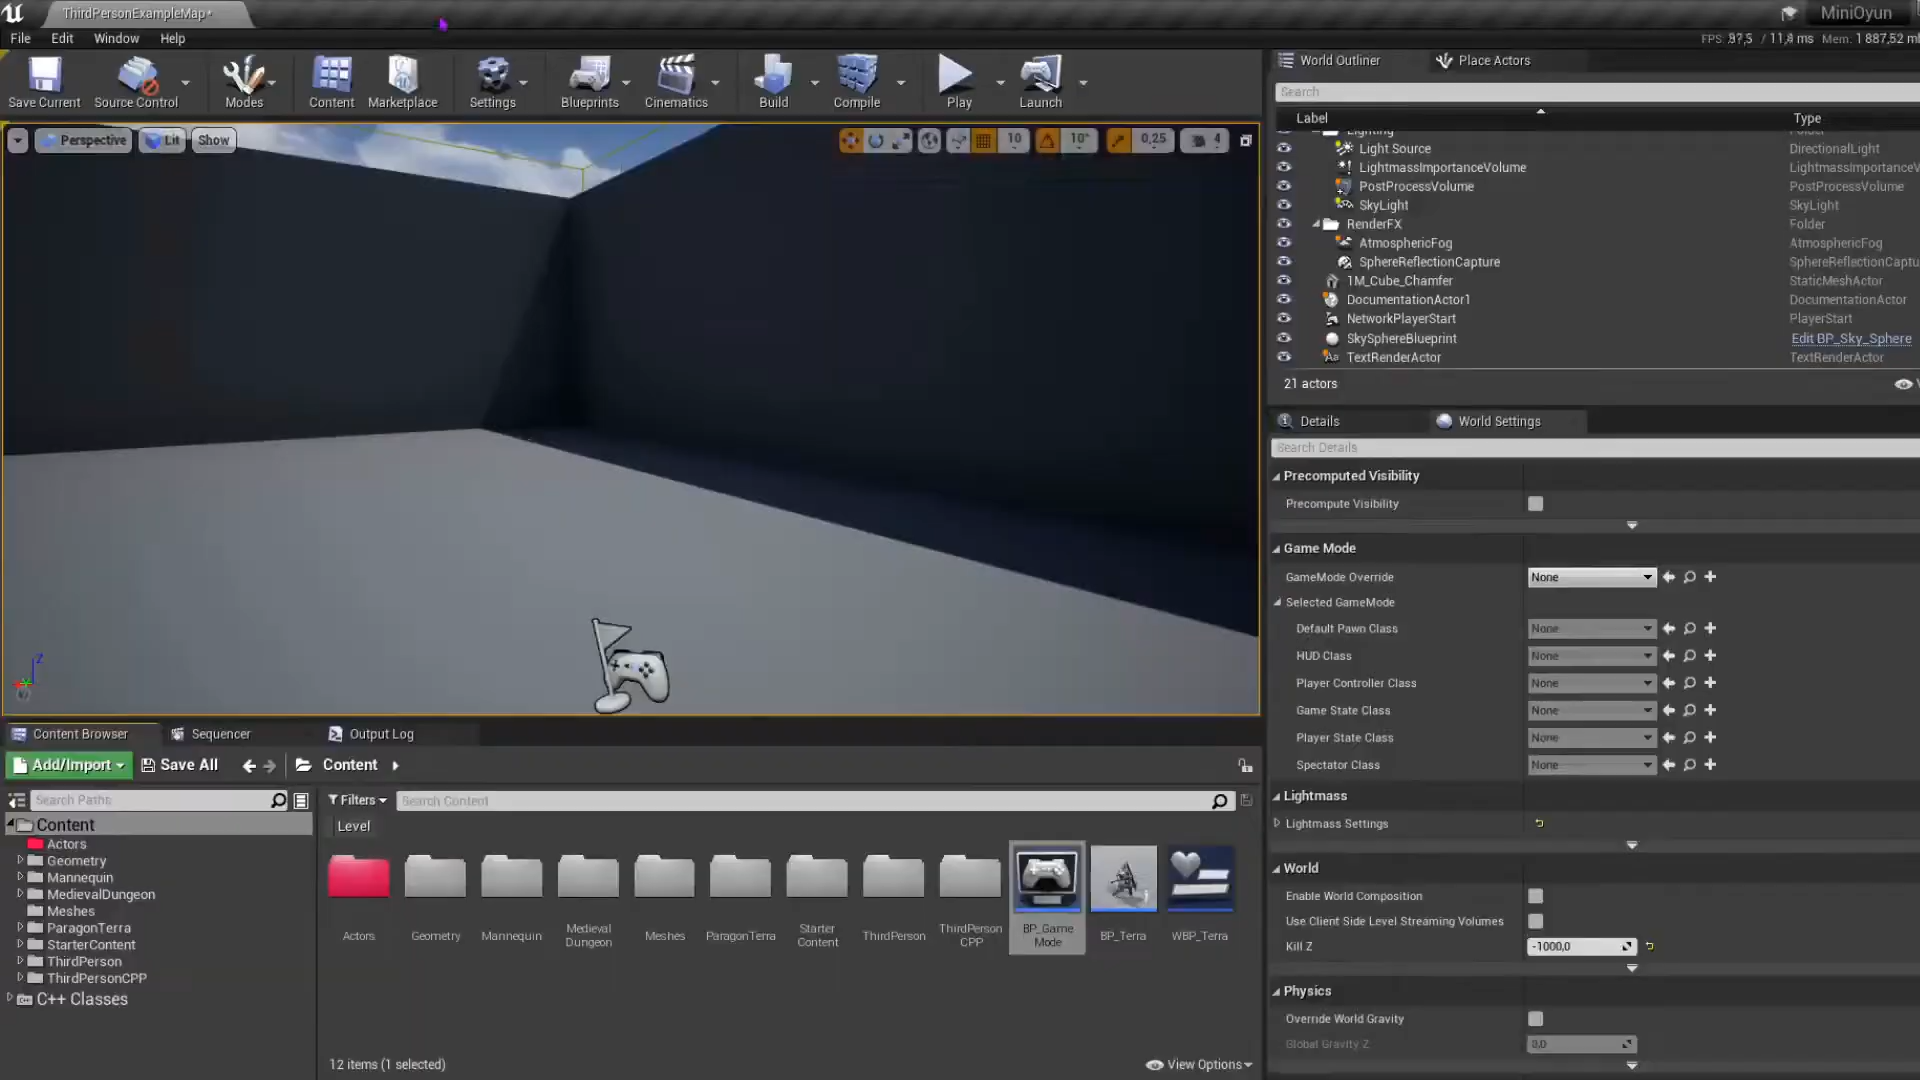 ThirdPersonExampleMap*
MiniOyun
File Edit Window Help
FPS: 97,5 / 11,4 ms Mem: 1 887,52 mb
Save Current Source Control Modes Content Marketplace Settings Blueprints Cinematics Build Compile Play Launch
World Outliner Place Actors
Search
Label Type
Perspective Lit Show 10 10° 0,25 4
Lighting Folder
Light Source DirectionalLight
LightmassImportanceVolume LightmassImportanceV
PostProcessVolume PostProcessVolume
SkyLight SkyLight
RenderFX Folder
AtmosphericFog AtmosphericFog
SphereReflectionCapture SphereReflectionCaptu
1M_Cube_Chamfer StaticMeshActor
DocumentationActor1 DocumentationActor
NetworkPlayerStart PlayerStart
SkySphereBlueprint Edit BP_Sky_Sphere
TextRenderActor TextRenderActor
21 actors
Details World Settings
Search Details
Precomputed Visibility
Precompute Visibility
Game Mode
GameMode Override None
Selected GameMode
Default Pawn Class None
HUD Class None
Player Controller Class None
Game State Class None
Player State Class None
Spectator Class None
Lightmass
Lightmass Settings
World
Enable World Composition
Use Client Side Level Streaming Volumes
Kill Z -1000,0
Physics
Override World Gravity
Global Gravity Z 0,0
Z
Content Browser Sequencer Output Log
Add/Import Save All Content
Search Paths
Filters Search Content
Level
Content
Actors
Geometry
Mannequin
MedievalDungeon
Meshes
ParagonTerra
StarterContent
ThirdPerson
ThirdPersonCPP
C++ Classes
Actors Geometry Mannequin Medieval Dungeon Meshes ParagonTerra Starter Content ThirdPerson ThirdPerson CPP BP_Game Mode BP_Terra WBP_Terra
12 items (1 selected)
View Options